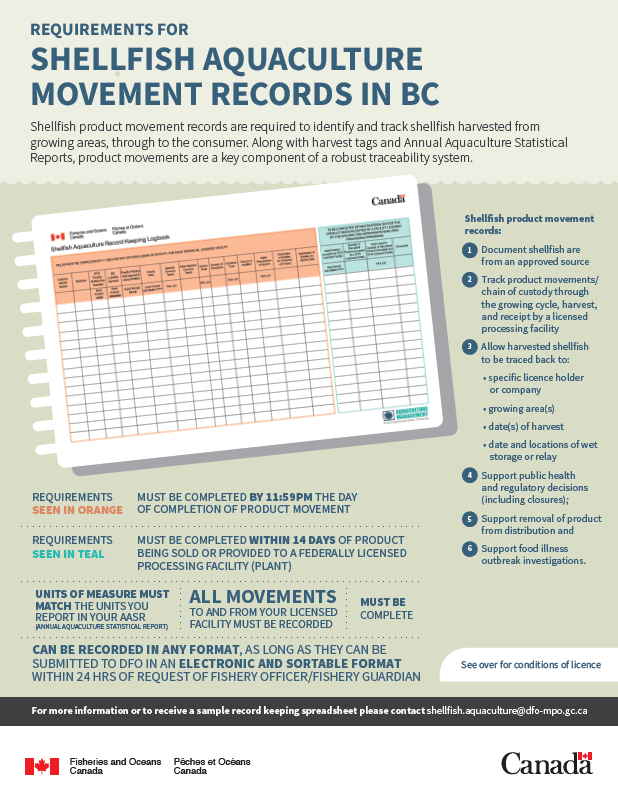 REQUIREMENTS FOR
SHELLFISH AQUACULTURE
MOVEMENT RECORDS IN BC
Shellfish product movement records are required to identify and track shellfish harvested from
growing areas, through to the consumer. Along with harvest tags and Annual Aquaculture Statistical
Reports, product movements are a key component of a robust traceability system.
Canada
Fisheries and Oceans Pêches et Océans
Canada Canada
Shellfish Aquaculture Record Keeping Logbook
AQUACULTURE
MANAGEMENT
Shellfish product movement
records:
1 Document shellfish are
from an approved source
2 Track product movements/
chain of custody through
the growing cycle, harvest,
and receipt by a licensed
processing facility
3 Allow harvested shellfish
to be traced back to:
• specific licence holder
or company
• growing area(s)
• date(s) of harvest
• date and locations of wet
storage or relay
4 Support public health
and regulatory decisions
(including closures);
5 Support removal of product
from distribution and
6 Support food illness
outbreak investigations.
REQUIREMENTS
SEEN IN ORANGE
MUST BE COMPLETED BY 11:59PM THE DAY
OF COMPLETION OF PRODUCT MOVEMENT
REQUIREMENTS
SEEN IN TEAL
MUST BE COMPLETED WITHIN 14 DAYS OF PRODUCT
BEING SOLD OR PROVIDED TO A FEDERALLY LICENSED
PROCESSING FACILITY (PLANT)
UNITS OF MEASURE MUST
MATCH THE UNITS YOU
REPORT IN YOUR AASR
(ANNUAL AQUACULTURE STATISTICAL REPORT)
ALL MOVEMENTS
TO AND FROM YOUR LICENSED
FACILITY MUST BE RECORDED
MUST BE
COMPLETE
CAN BE RECORDED IN ANY FORMAT, AS LONG AS THEY CAN BE
SUBMITTED TO DFO IN AN ELECTRONIC AND SORTABLE FORMAT
WITHIN 24 HRS OF REQUEST OF FISHERY OFFICER/FISHERY GUARDIAN
See over for conditions of licence
For more information or to receive a sample record keeping spreadsheet please contact shellfish.aquaculture@dfo-mpo.gc.ca
Fisheries and Oceans Pêches et Océans
Canada Canada
Canada